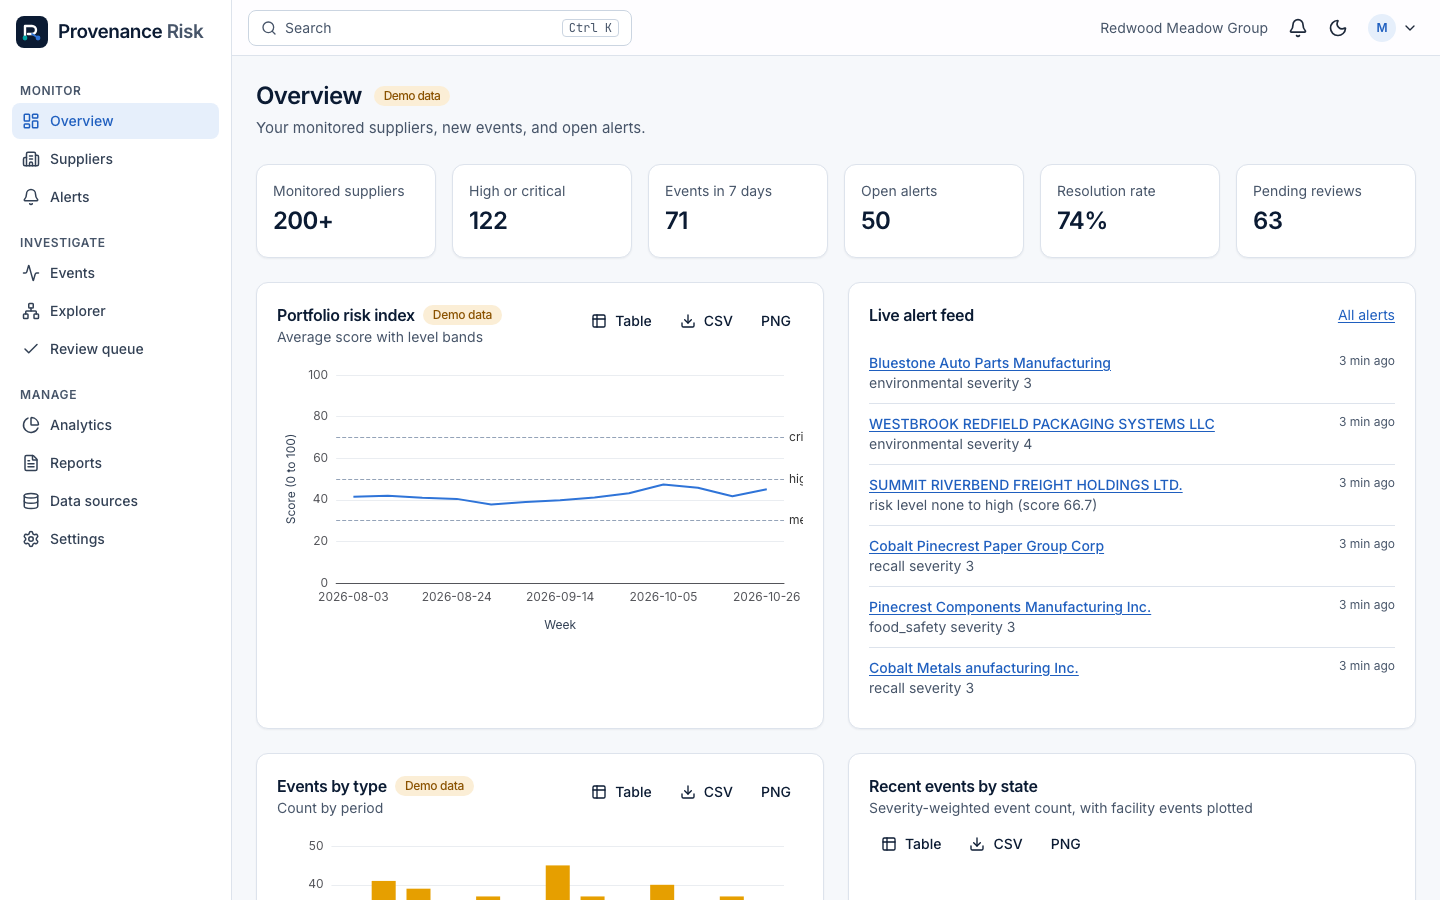 Provenance Risk
Search
Ctrl K
Redwood Meadow Group
M
MONITOR
Overview
Suppliers
Alerts
INVESTIGATE
Events
Explorer
Review queue
MANAGE
Analytics
Reports
Data sources
Settings
Overview
Demo data
Your monitored suppliers, new events, and open alerts.
Monitored suppliers
200+
High or critical
122
Events in 7 days
71
Open alerts
50
Resolution rate
74%
Pending reviews
63
Portfolio risk index
Demo data
Average score with level bands
Table
CSV
PNG
Score (0 to 100)
100
80
60
40
20
0
cri
hig
me
2026-08-03
2026-08-24
2026-09-14
2026-10-05
2026-10-26
Week
Live alert feed
All alerts
Bluestone Auto Parts Manufacturing
3 min ago
environmental severity 3
WESTBROOK REDFIELD PACKAGING SYSTEMS LLC
3 min ago
environmental severity 4
SUMMIT RIVERBEND FREIGHT HOLDINGS LTD.
3 min ago
risk level none to high (score 66.7)
Cobalt Pinecrest Paper Group Corp
3 min ago
recall severity 3
Pinecrest Components Manufacturing Inc.
3 min ago
food_safety severity 3
Cobalt Metals anufacturing Inc.
3 min ago
recall severity 3
Events by type
Demo data
Count by period
Table
CSV
PNG
50
40
Recent events by state
Severity-weighted event count, with facility events plotted
Table
CSV
PNG